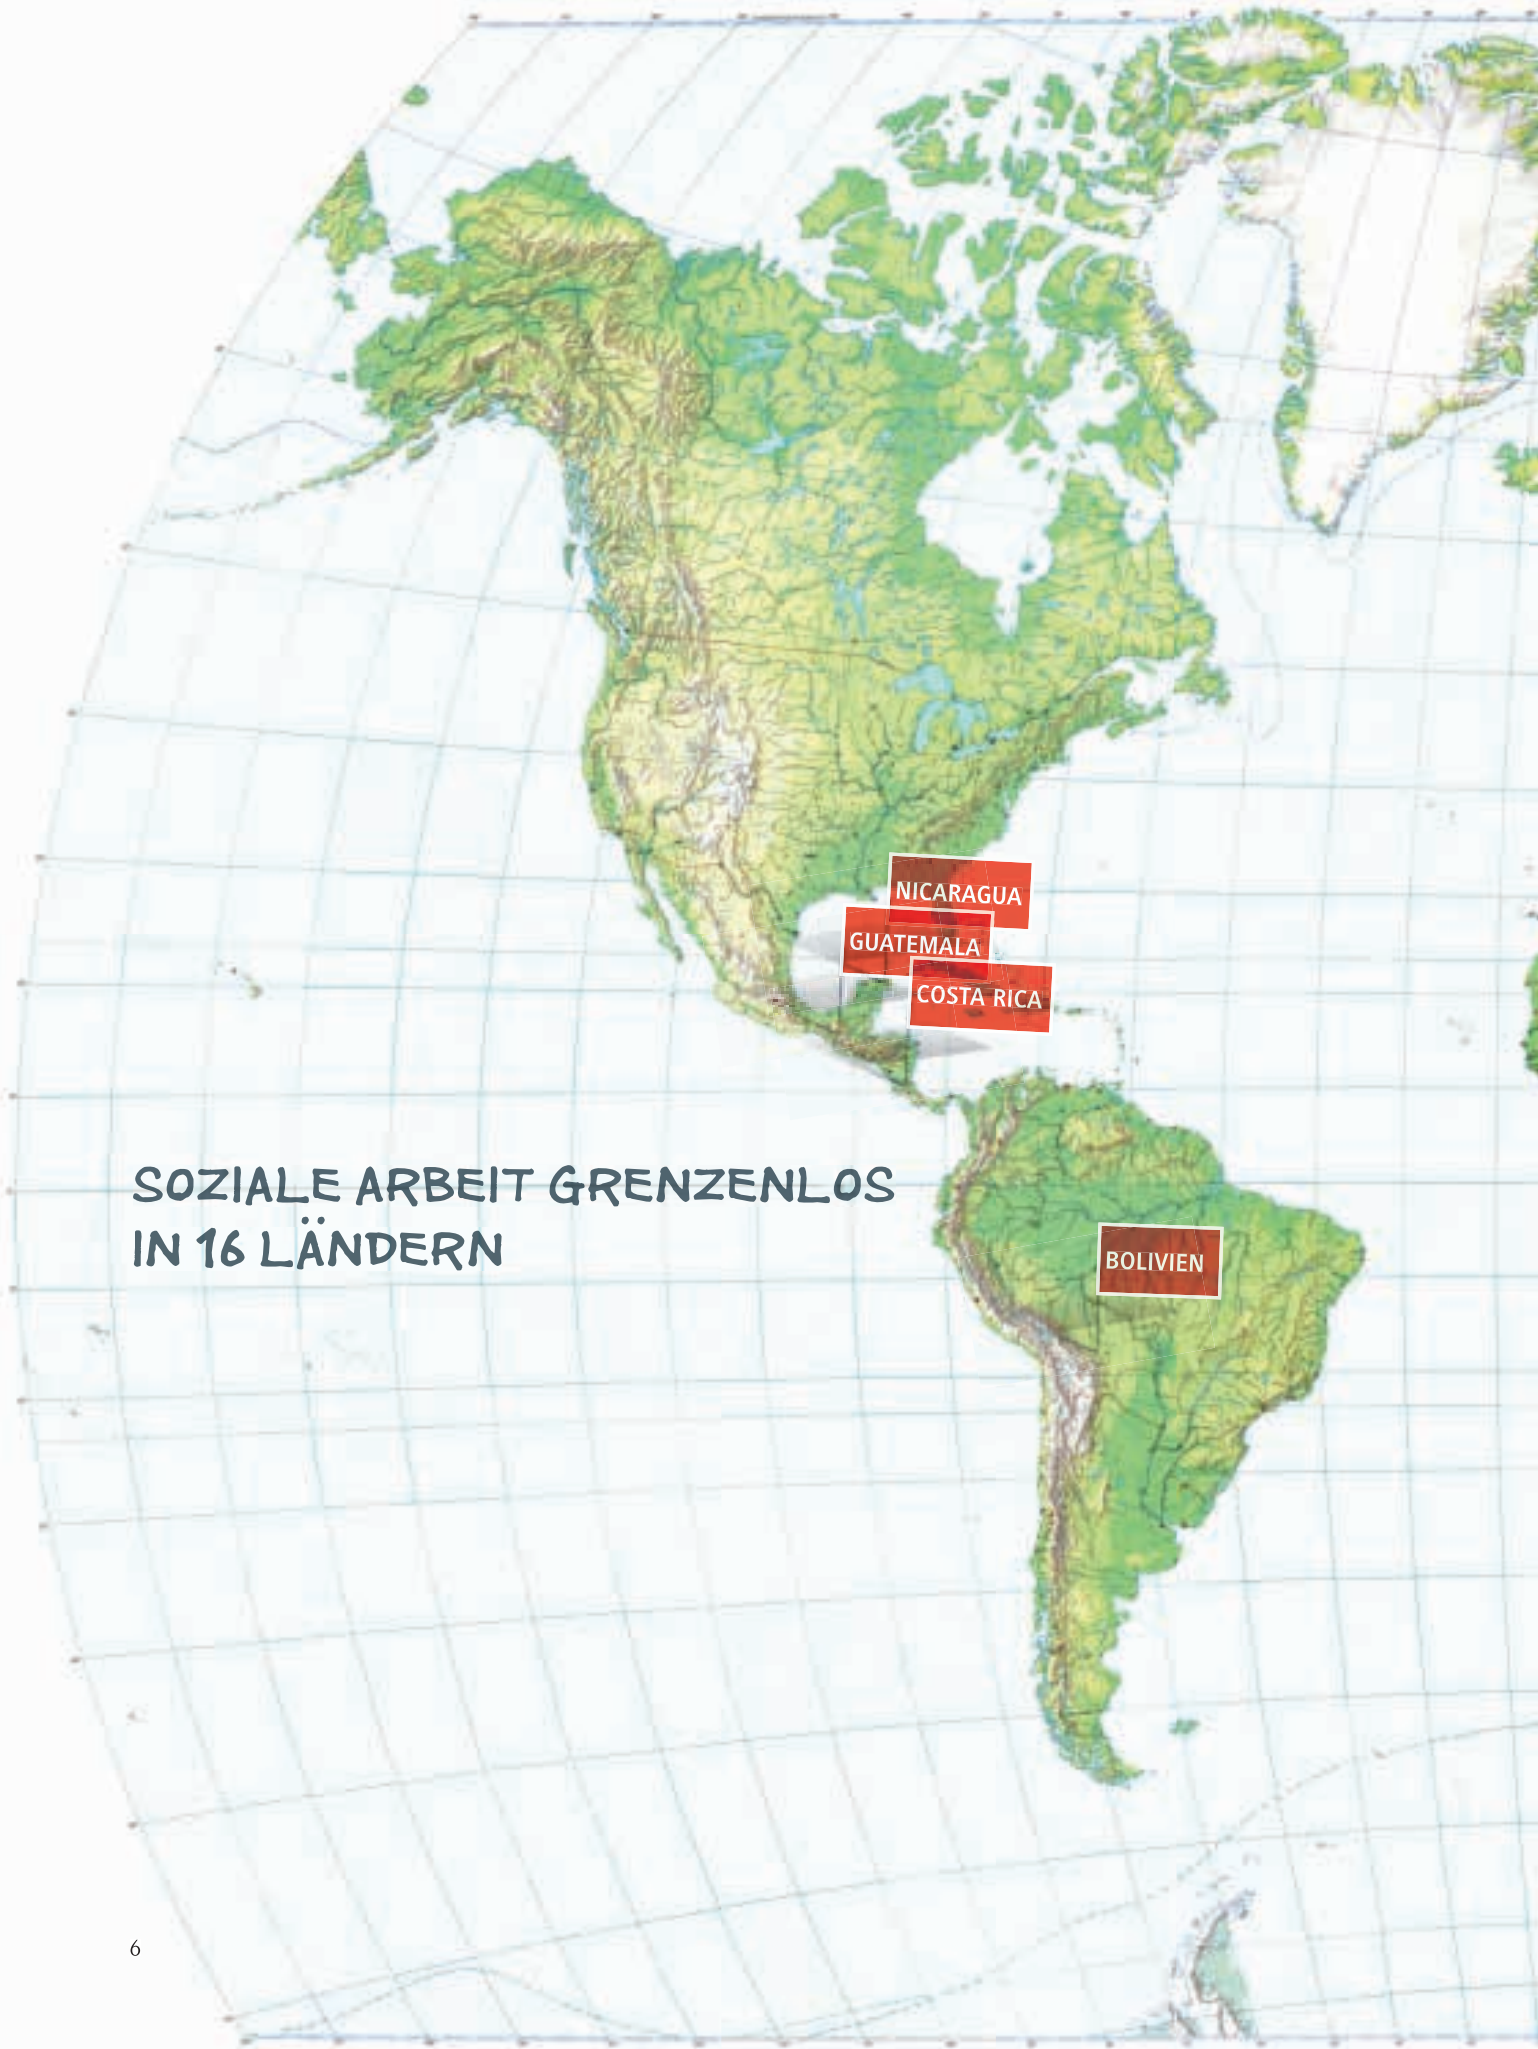 NICARAGUA
GUATEMALA
COSTA RICA
SOZIALE ARBEIT GRENZENLOS
IN 16 LÄNDERN
BOLIVIEN
6